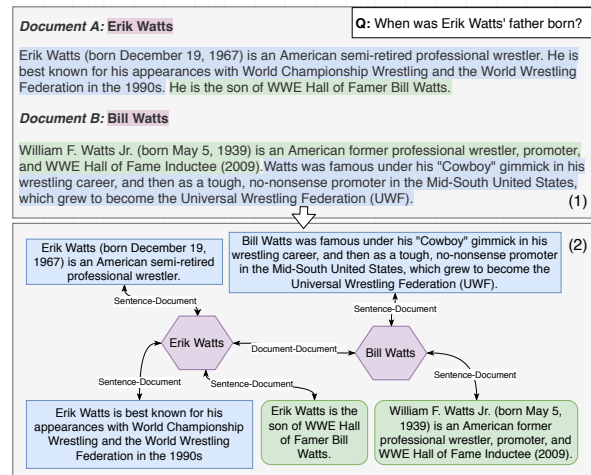 Document A: Erik Watts
Q: When was Erik Watts' father born?
Erik Watts (born December 19, 1967) is an American semi-retired professional wrestler. He is
best known for his appearances with World Championship Wrestling and the World Wrestling
Federation in the 1990s. He is the son of WWE Hall of Famer Bill Watts.
Document B: Bill Watts
William F. Watts Jr. (born May 5, 1939) is an American former professional wrestler, promoter,
and WWE Hall of Fame Inductee (2009).Watts was famous under his "Cowboy" gimmick in his
wrestling career, and then as a tough, no-nonsense promoter in the Mid-South United States,
which grew to become the Universal Wrestling Federation (UWF).
(1)
(2)
Erik Watts (born December 19,
1967) is an American semi-retired
professional wrestler.
Bill Watts was famous under his "Cowboy" gimmick in his
wrestling career, and then as a tough, no-nonsense promoter
in the Mid-South United States, which grew to become the
Universal Wrestling Federation (UWF).
Sentence-Document
Sentence-Document
Erik Watts
Document-Document
Bill Watts
Sentence-Document
Sentence-Document
Sentence-Document
Erik Watts is best known for his
appearances with World Championship
Wrestling and the World Wrestling
Federation in the 1990s
Erik Watts is the
son of WWE Hall
of Famer Bill
Watts.
William F. Watts Jr. (born May 5,
1939) is an American former
professional wrestler, promoter, and
WWE Hall of Fame Inductee (2009).